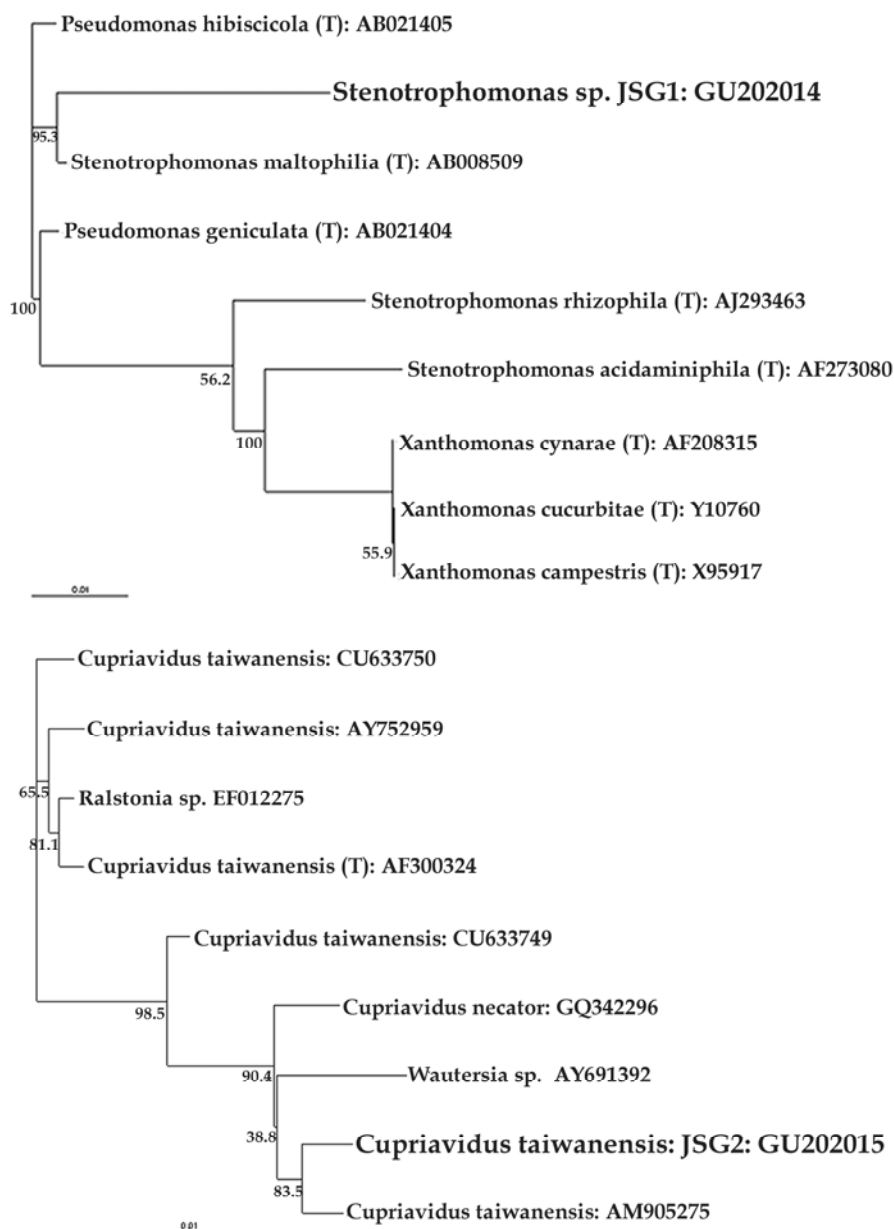 Pseudomonas hibiscicola (T): AB021405
Stenotrophomonas sp. JSG1: GU202014
95.3
Stenotrophomonas maltophilia (T): AB008509
Pseudomonas geniculata (T): AB021404
100
Stenotrophomonas rhizophila (T): AJ293463
56.2
Stenotrophomonas acidaminiphila (T): AF273080
100
Xanthomonas cynarae (T): AF208315
Xanthomonas cucurbitae (T): Y10760
55.9
Xanthomonas campestris (T): X95917
0.01
Cupriavidus taiwanensis: CU633750
Cupriavidus taiwanensis: AY752959
65.5
Ralstonia sp. EF012275
81.1
Cupriavidus taiwanensis (T): AF300324
Cupriavidus taiwanensis: CU633749
98.5
Cupriavidus necator: GQ342296
90.4
Wautersia sp. AY691392
38.8
Cupriavidus taiwanensis: JSG2: GU202015
83.5
Cupriavidus taiwanensis: AM905275
0.01